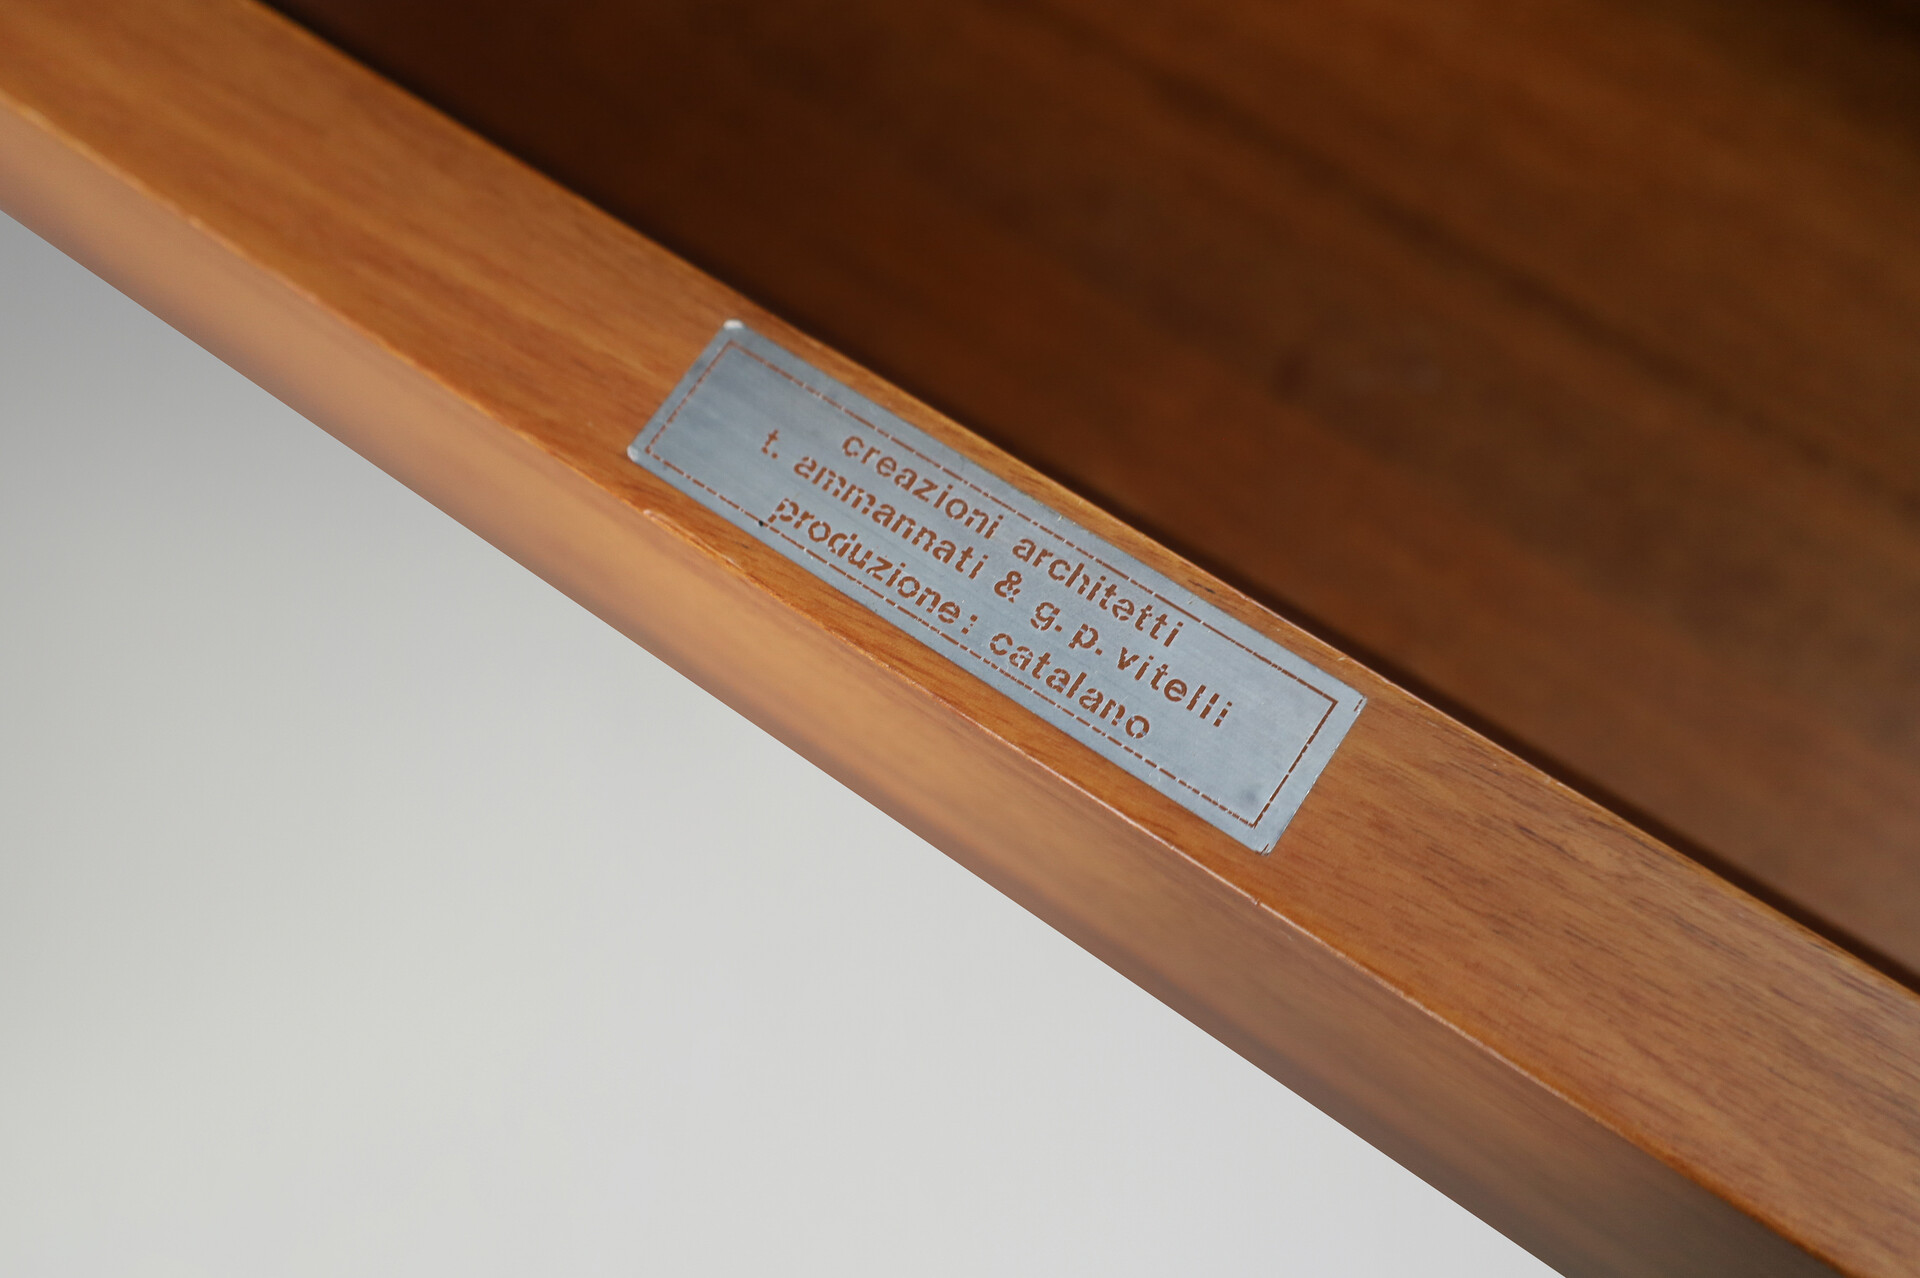 creazioni architetti
t. ammannati & g.p. vitelli
produzione: catalano